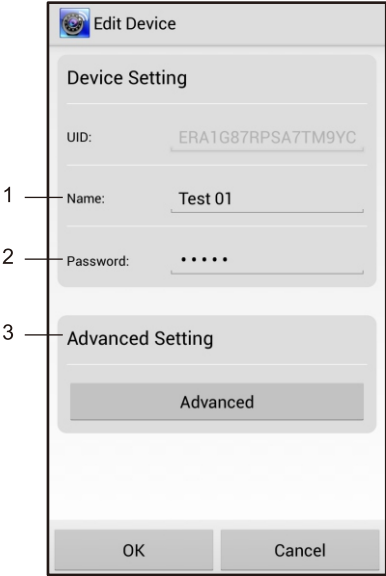 Edit Device
Device Setting
UID: ERA1G87RPSA7TM9YC
1 Name: Test 01
2 Password: •••••
3 Advanced Setting
Advanced
OK Cancel